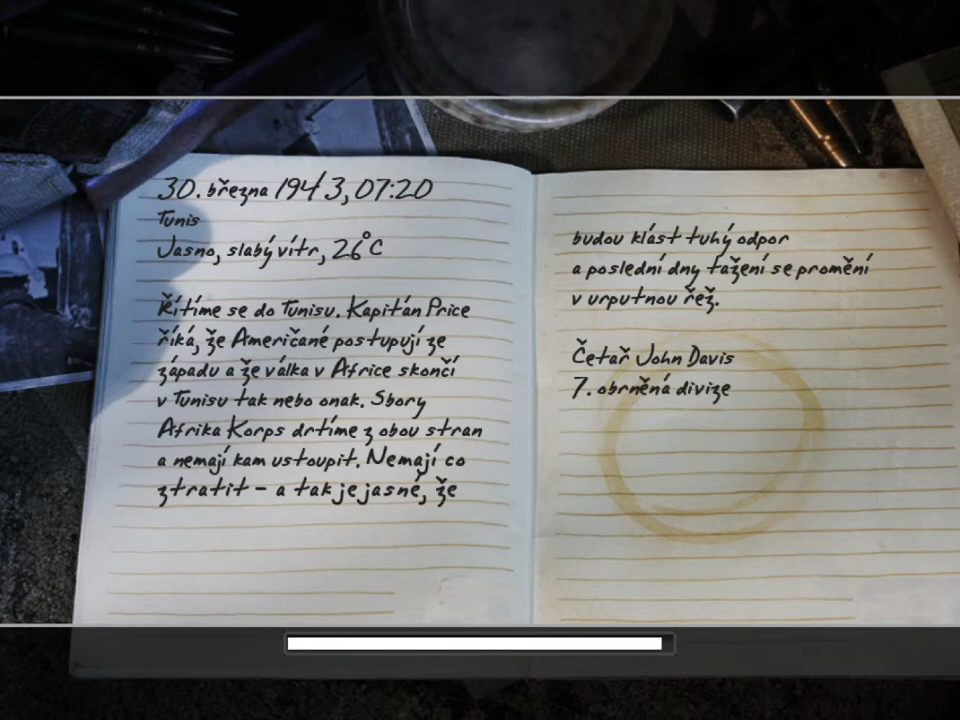 30. března 1943, 07:20
Tunis
Jasno, slabý vítr, 26°C
Řítíme se do Tunisu. Kapitán Price
říká, že Američané postupují ze
západu a že válka v Africe skončí
v Tunisu tak nebo onak. Sbory
Afrika Korps drtíme z obou stran
a nemají kam ustoupit. Nemají co
ztratit – a tak je jasné, že
budou klást tuhý odpor
a poslední dny tažení se promění
v urputnou řež.
Četař John Davis
7. obrněná divize